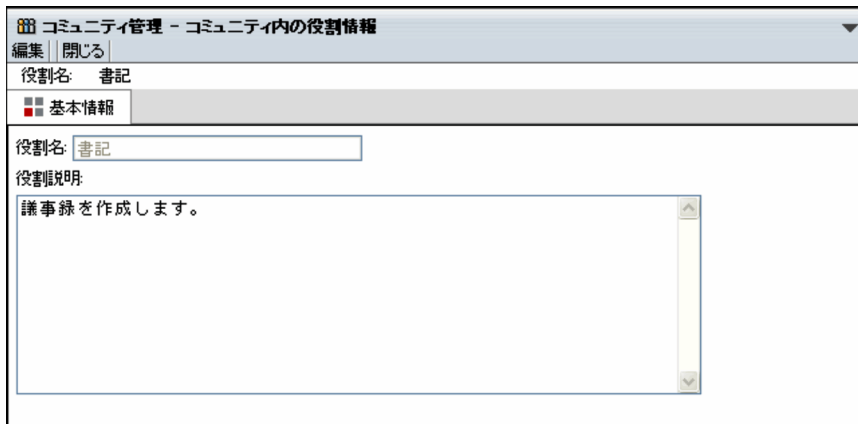 コミュニティ管理 - コミュニティ内の役割情報
編集 閉じる
役割名: 書記
基本情報
役割名: 書記
役割説明:
議事録を作成します。